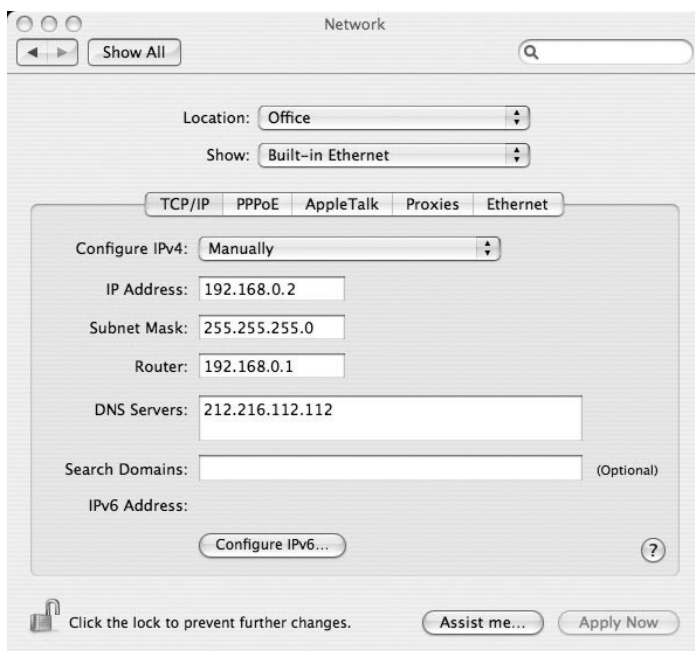 Network
Show All
Location: Office
Show: Built-in Ethernet
TCP/IP PPPoE AppleTalk Proxies Ethernet
Configure IPv4: Manually
IP Address: 192.168.0.2
Subnet Mask: 255.255.255.0
Router: 192.168.0.1
DNS Servers: 212.216.112.112
Search Domains: (Optional)
IPv6 Address:
Configure IPv6...
?
Click the lock to prevent further changes. Assist me... Apply Now